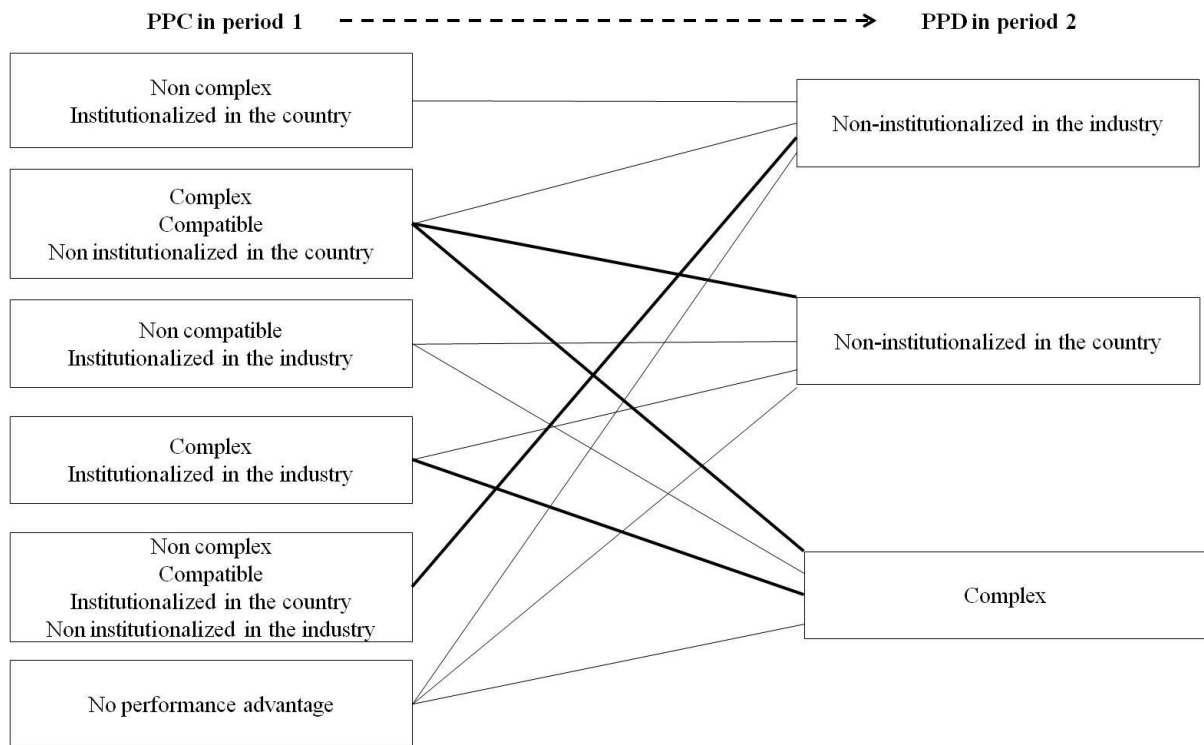 PPC in period 1
PPD in period 2
Non complex
Institutionalized in the country
Complex
Compatible
Non institutionalized in the country
Non compatible
Institutionalized in the industry
Complex
Institutionalized in the industry
Non complex
Compatible
Institutionalized in the country
Non institutionalized in the industry
No performance advantage
Non-institutionalized in the industry
Non-institutionalized in the country
Complex